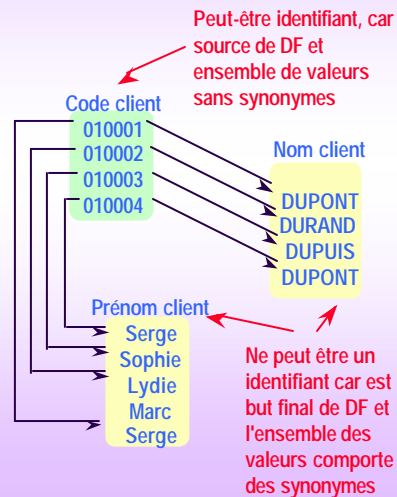 Peut-être identifiant, car
source de DF et
ensemble de valeurs
sans synonymes
Code client
010001
010002
010003
010004
Nom client
DUPONT
DURAND
DUPUIS
DUPONT
Prénom client
Serge
Sophie
Lydie
Marc
Serge
Ne peut être un
identifiant car est
but final de DF et
l'ensemble des
valeurs comporte
des synonymes